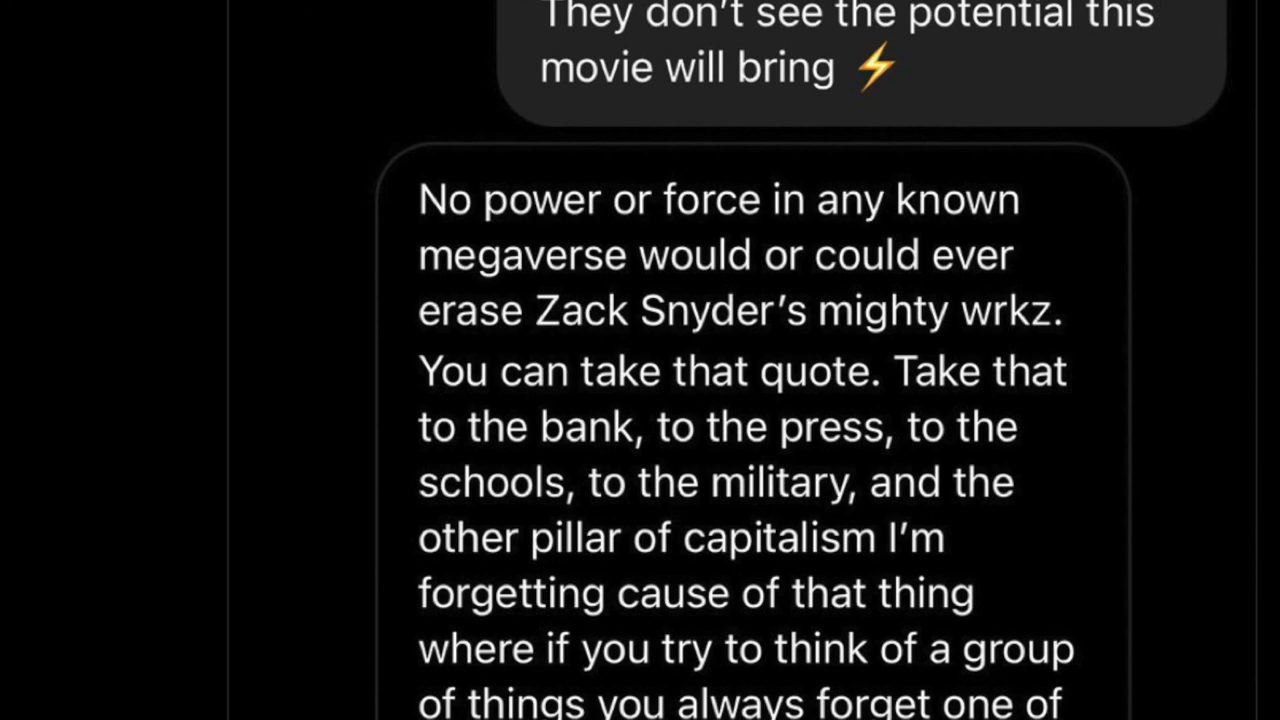 They don’t see the potential this
movie will bring ⚡
No power or force in any known
megaverse would or could ever
erase Zack Snyder’s mighty wrkz.
You can take that quote. Take that
to the bank, to the press, to the
schools, to the military, and the
other pillar of capitalism I’m
forgetting cause of that thing
where if you try to think of a group
of things you always forget one of